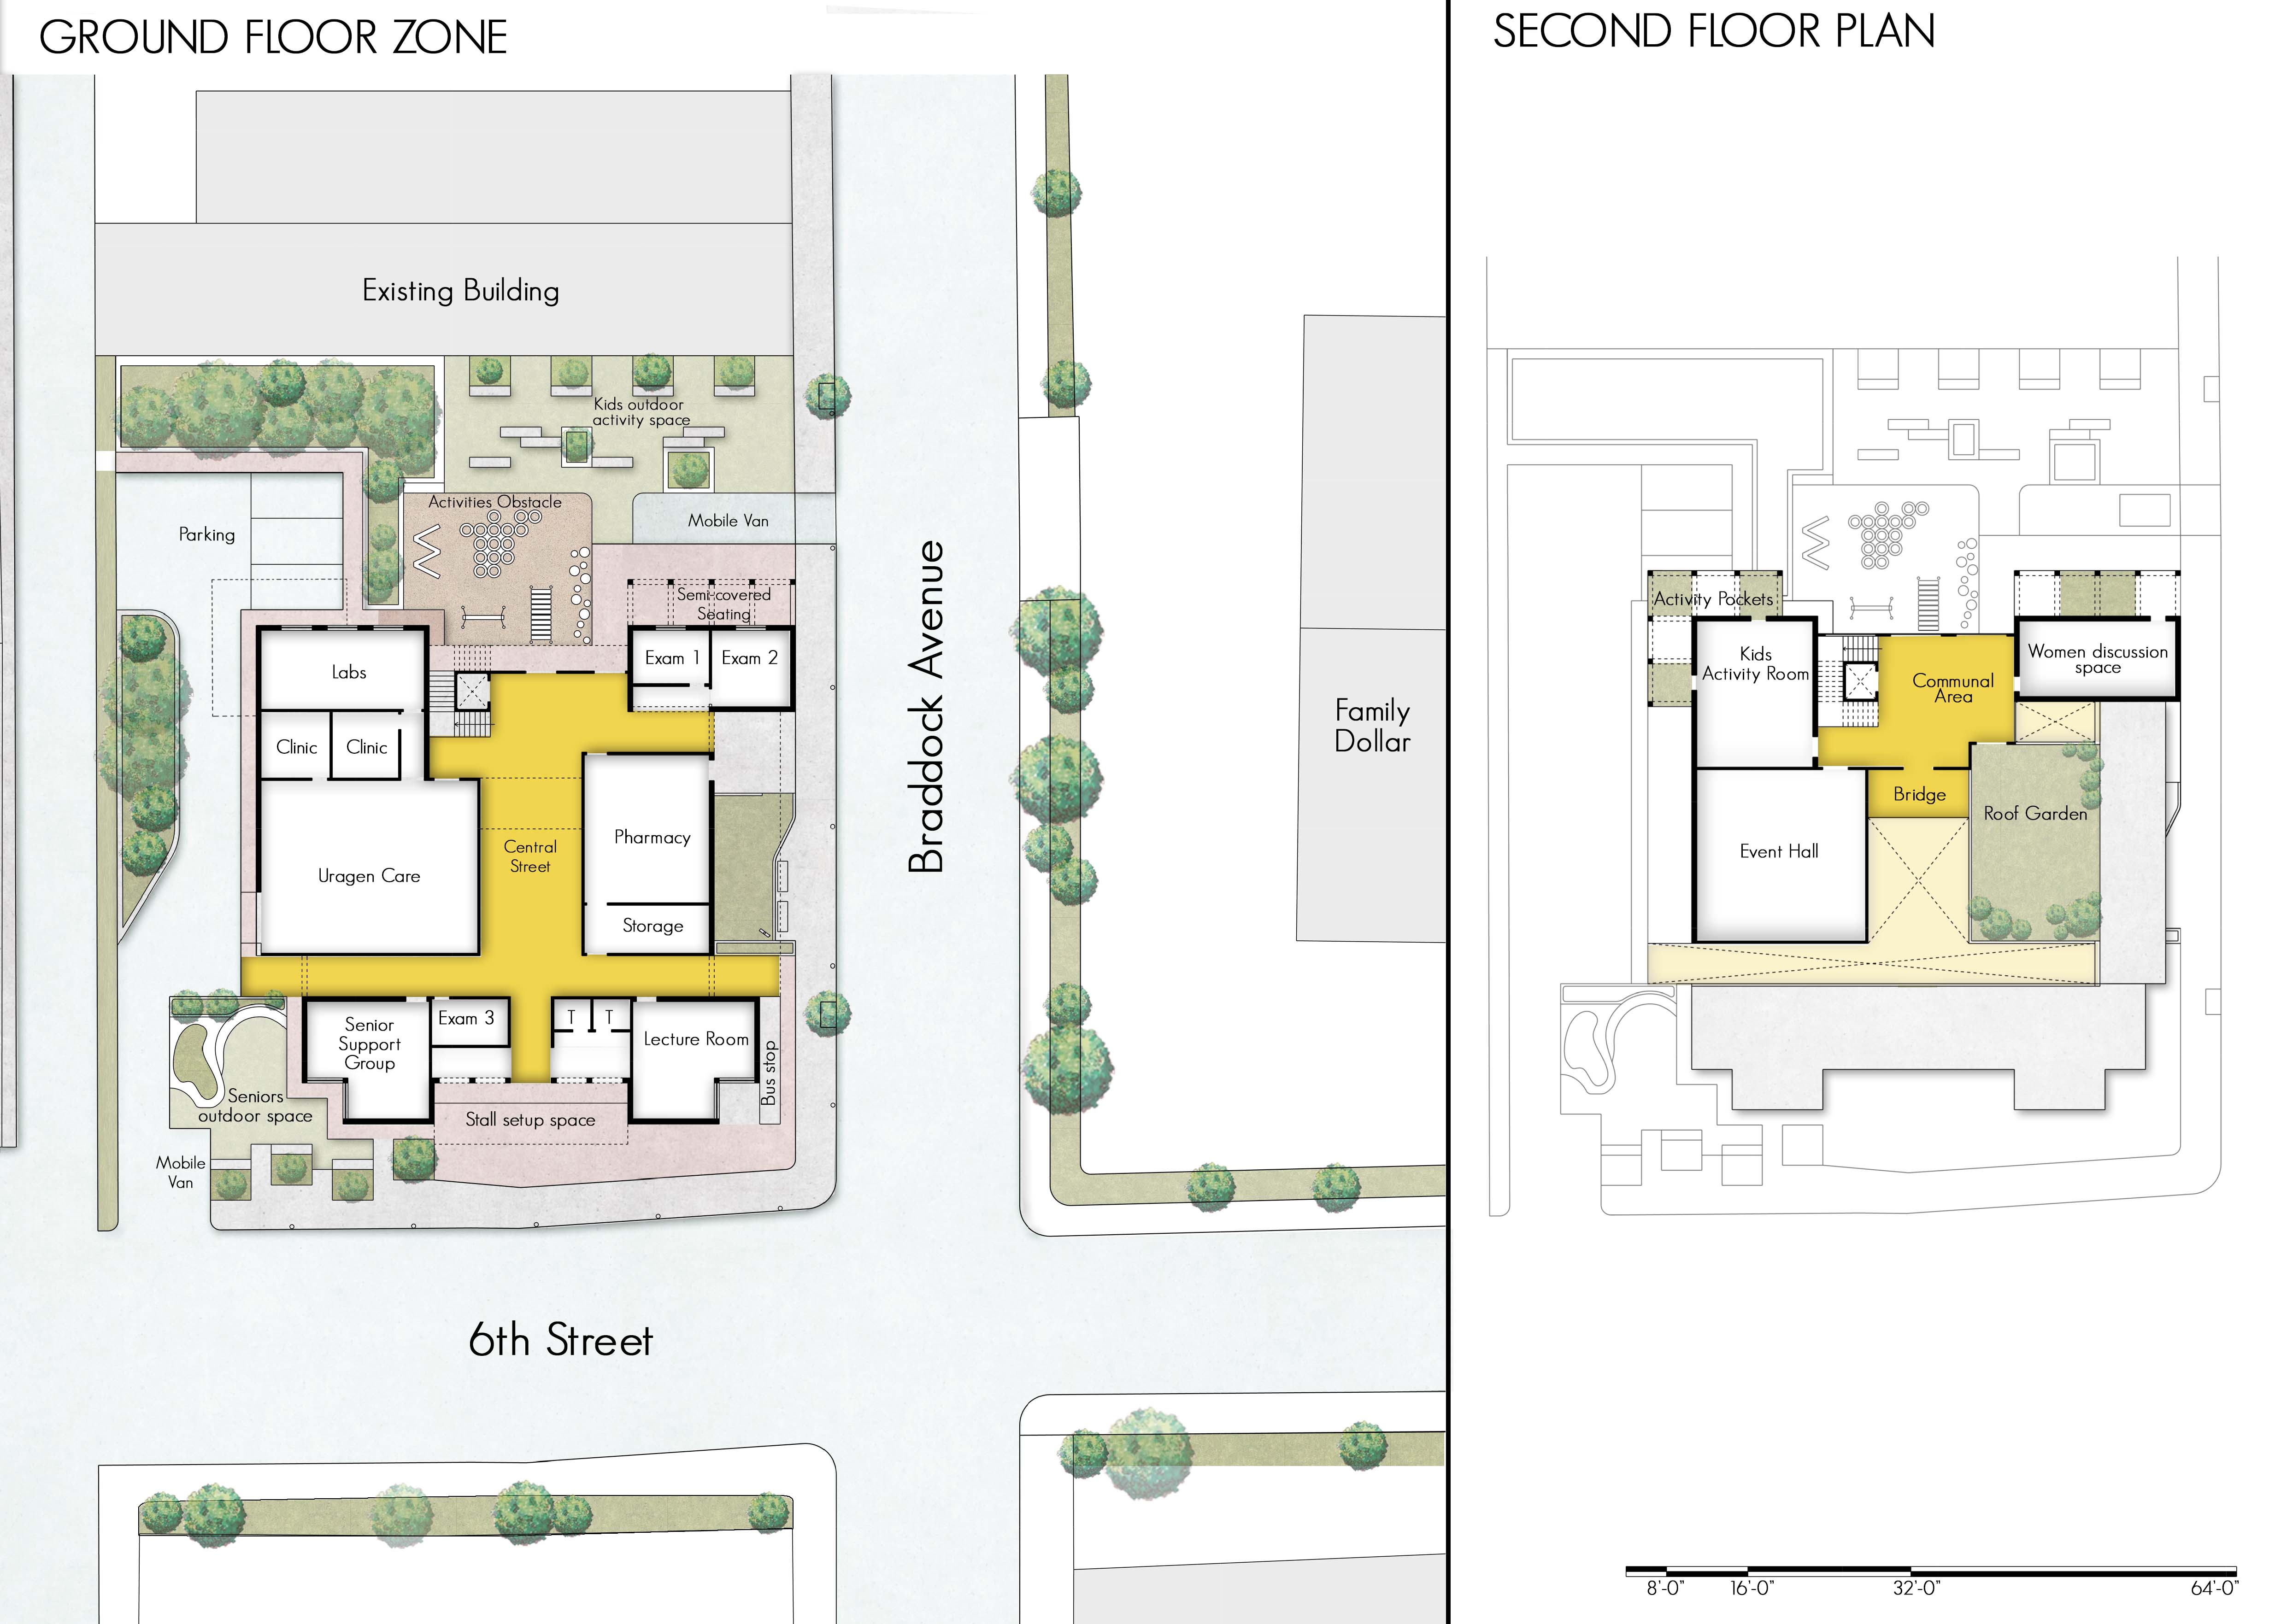 GROUND FLOOR ZONE
Existing Building
Kids outdoor
activity space
Activities Obstacle
Parking
Mobile Van
Semi-covered
Seating
Labs
Exam 1
Exam 2
Clinic
Clinic
Pharmacy
Central
Street
Uragen Care
Storage
Senior
Support
Group
Exam 3
T
T
Lecture Room
Bus stop
Seniors
outdoor space
Stall setup space
Mobile
Van
Braddock Avenue
Family
Dollar
6th Street
SECOND FLOOR PLAN
Activity Pockets
Kids
Activity Room
Communal
Area
Women discussion
space
Bridge
Roof Garden
Event Hall
8'-0"
16'-0"
32'-0"
64'-0"